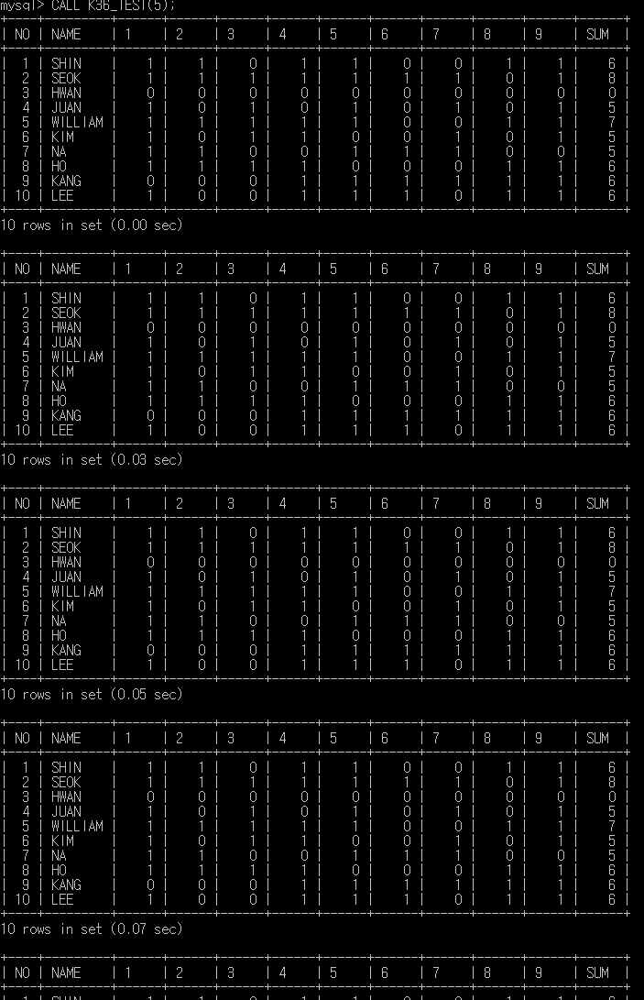 mysql> CALL K36_TEST(5);
+----+---------+------+------+------+------+------+------+------+------+------+------+
| NO | NAME | 1 | 2 | 3 | 4 | 5 | 6 | 7 | 8 | 9 | SUM |
+----+---------+------+------+------+------+------+------+------+------+------+------+
| 1 | SHIN | 1 | 1 | 0 | 1 | 1 | 0 | 0 | 1 | 1 | 6 |
| 2 | SEOK | 1 | 1 | 1 | 1 | 1 | 1 | 1 | 0 | 1 | 8 |
| 3 | HWAN | 0 | 0 | 0 | 0 | 0 | 0 | 0 | 0 | 0 | 0 |
| 4 | JUAN | 1 | 0 | 1 | 0 | 1 | 0 | 1 | 0 | 1 | 5 |
| 5 | WILLIAM | 1 | 1 | 1 | 1 | 1 | 0 | 0 | 1 | 1 | 7 |
| 6 | KIM | 1 | 0 | 1 | 1 | 0 | 0 | 1 | 0 | 1 | 5 |
| 7 | NA | 1 | 1 | 0 | 0 | 1 | 1 | 1 | 0 | 0 | 5 |
| 8 | HO | 1 | 1 | 1 | 1 | 0 | 0 | 0 | 1 | 1 | 6 |
| 9 | KANG | 0 | 0 | 0 | 1 | 1 | 1 | 1 | 1 | 1 | 6 |
| 10 | LEE | 1 | 0 | 0 | 1 | 1 | 1 | 0 | 1 | 1 | 6 |
+----+---------+------+------+------+------+------+------+------+------+------+------+
10 rows in set (0.00 sec)
+----+---------+------+------+------+------+------+------+------+------+------+------+
| NO | NAME | 1 | 2 | 3 | 4 | 5 | 6 | 7 | 8 | 9 | SUM |
+----+---------+------+------+------+------+------+------+------+------+------+------+
| 1 | SHIN | 1 | 1 | 0 | 1 | 1 | 0 | 0 | 1 | 1 | 6 |
| 2 | SEOK | 1 | 1 | 1 | 1 | 1 | 1 | 1 | 0 | 1 | 8 |
| 3 | HWAN | 0 | 0 | 0 | 0 | 0 | 0 | 0 | 0 | 0 | 0 |
| 4 | JUAN | 1 | 0 | 1 | 0 | 1 | 0 | 1 | 0 | 1 | 5 |
| 5 | WILLIAM | 1 | 1 | 1 | 1 | 1 | 0 | 0 | 1 | 1 | 7 |
| 6 | KIM | 1 | 0 | 1 | 1 | 0 | 0 | 1 | 0 | 1 | 5 |
| 7 | NA | 1 | 1 | 0 | 0 | 1 | 1 | 1 | 0 | 0 | 5 |
| 8 | HO | 1 | 1 | 1 | 1 | 0 | 0 | 0 | 1 | 1 | 6 |
| 9 | KANG | 0 | 0 | 0 | 1 | 1 | 1 | 1 | 1 | 1 | 6 |
| 10 | LEE | 1 | 0 | 0 | 1 | 1 | 1 | 0 | 1 | 1 | 6 |
+----+---------+------+------+------+------+------+------+------+------+------+------+
10 rows in set (0.03 sec)
+----+---------+------+------+------+------+------+------+------+------+------+------+
| NO | NAME | 1 | 2 | 3 | 4 | 5 | 6 | 7 | 8 | 9 | SUM |
+----+---------+------+------+------+------+------+------+------+------+------+------+
| 1 | SHIN | 1 | 1 | 0 | 1 | 1 | 0 | 0 | 1 | 1 | 6 |
| 2 | SEOK | 1 | 1 | 1 | 1 | 1 | 1 | 1 | 0 | 1 | 8 |
| 3 | HWAN | 0 | 0 | 0 | 0 | 0 | 0 | 0 | 0 | 0 | 0 |
| 4 | JUAN | 1 | 0 | 1 | 0 | 1 | 0 | 1 | 0 | 1 | 5 |
| 5 | WILLIAM | 1 | 1 | 1 | 1 | 1 | 0 | 0 | 1 | 1 | 7 |
| 6 | KIM | 1 | 0 | 1 | 1 | 0 | 0 | 1 | 0 | 1 | 5 |
| 7 | NA | 1 | 1 | 0 | 0 | 1 | 1 | 1 | 0 | 0 | 5 |
| 8 | HO | 1 | 1 | 1 | 1 | 0 | 0 | 0 | 1 | 1 | 6 |
| 9 | KANG | 0 | 0 | 0 | 1 | 1 | 1 | 1 | 1 | 1 | 6 |
| 10 | LEE | 1 | 0 | 0 | 1 | 1 | 1 | 0 | 1 | 1 | 6 |
+----+---------+------+------+------+------+------+------+------+------+------+------+
10 rows in set (0.05 sec)
+----+---------+------+------+------+------+------+------+------+------+------+------+
| NO | NAME | 1 | 2 | 3 | 4 | 5 | 6 | 7 | 8 | 9 | SUM |
+----+---------+------+------+------+------+------+------+------+------+------+------+
| 1 | SHIN | 1 | 1 | 0 | 1 | 1 | 0 | 0 | 1 | 1 | 6 |
| 2 | SEOK | 1 | 1 | 1 | 1 | 1 | 1 | 1 | 0 | 1 | 8 |
| 3 | HWAN | 0 | 0 | 0 | 0 | 0 | 0 | 0 | 0 | 0 | 0 |
| 4 | JUAN | 1 | 0 | 1 | 0 | 1 | 0 | 1 | 0 | 1 | 5 |
| 5 | WILLIAM | 1 | 1 | 1 | 1 | 1 | 0 | 0 | 1 | 1 | 7 |
| 6 | KIM | 1 | 0 | 1 | 1 | 0 | 0 | 1 | 0 | 1 | 5 |
| 7 | NA | 1 | 1 | 0 | 0 | 1 | 1 | 1 | 0 | 0 | 5 |
| 8 | HO | 1 | 1 | 1 | 1 | 0 | 0 | 0 | 1 | 1 | 6 |
| 9 | KANG | 0 | 0 | 0 | 1 | 1 | 1 | 1 | 1 | 1 | 6 |
| 10 | LEE | 1 | 0 | 0 | 1 | 1 | 1 | 0 | 1 | 1 | 6 |
+----+---------+------+------+------+------+------+------+------+------+------+------+
10 rows in set (0.07 sec)
+----+---------+------+------+------+------+------+------+------+------+------+------+
| NO | NAME | 1 | 2 | 3 | 4 | 5 | 6 | 7 | 8 | 9 | SUM |
+----+---------+------+------+------+------+------+------+------+------+------+------+